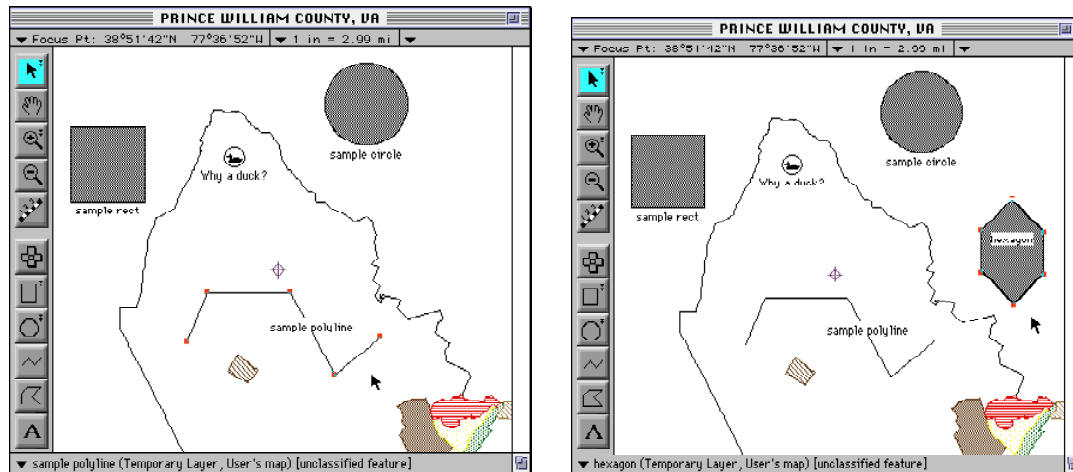 PRINCE WILLIAM COUNTY, VA
Focus Pt: 38°51'42"N 77°36'52"W 1 in = 2.99 mi
sample circle
Why a duck?
sample rect
sample polyline
A
sample polyline (Temporary Layer, User's map) [unclassified feature]
PRINCE WILLIAM COUNTY, VA
Focus Pt: 38°51'42"N 77°36'52"W 1 in = 2.99 mi
sample circle
Why a duck?
sample rect
hexagon
sample polyline
A
hexagon (Temporary Layer, User's map) [unclassified feature]